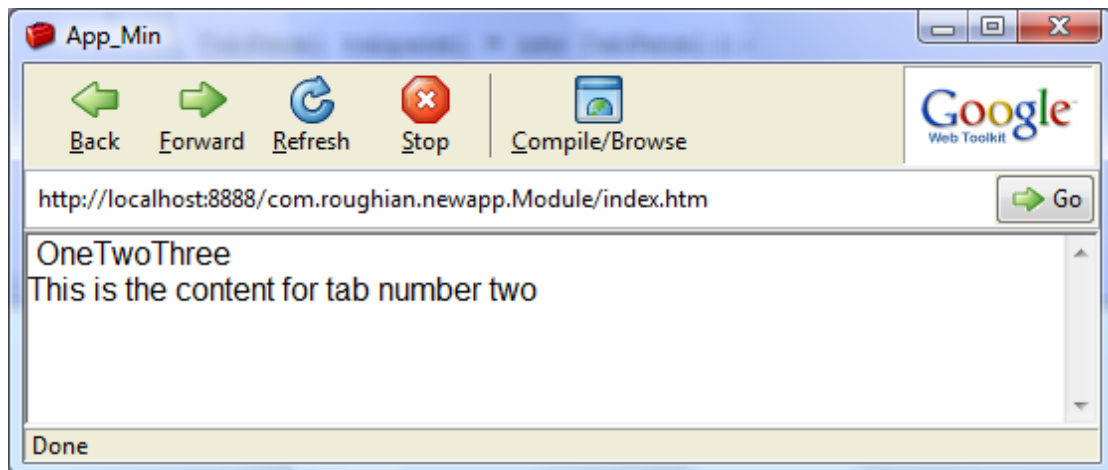 App_Min
Back Forward Refresh Stop Compile/Browse
Google
Web Toolkit
http://localhost:8888/com.roughian.newapp.Module/index.htm Go
OneTwoThree
This is the content for tab number two
Done